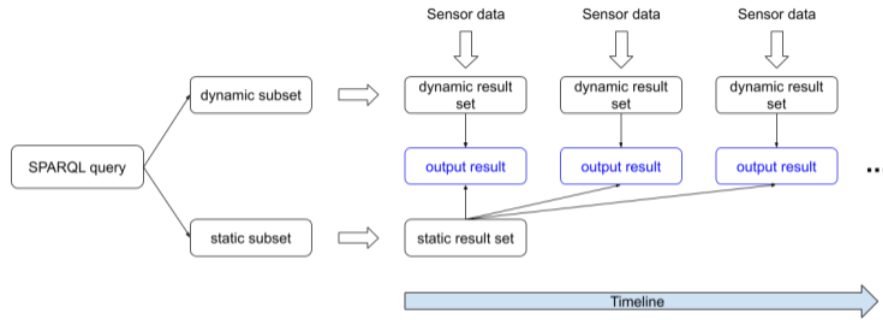 Sensor data
Sensor data
Sensor data
dynamic subset
dynamic result
set
dynamic result
set
dynamic result
set
SPARQL query
output result
output result
output result
...
static subset
static result set
Timeline